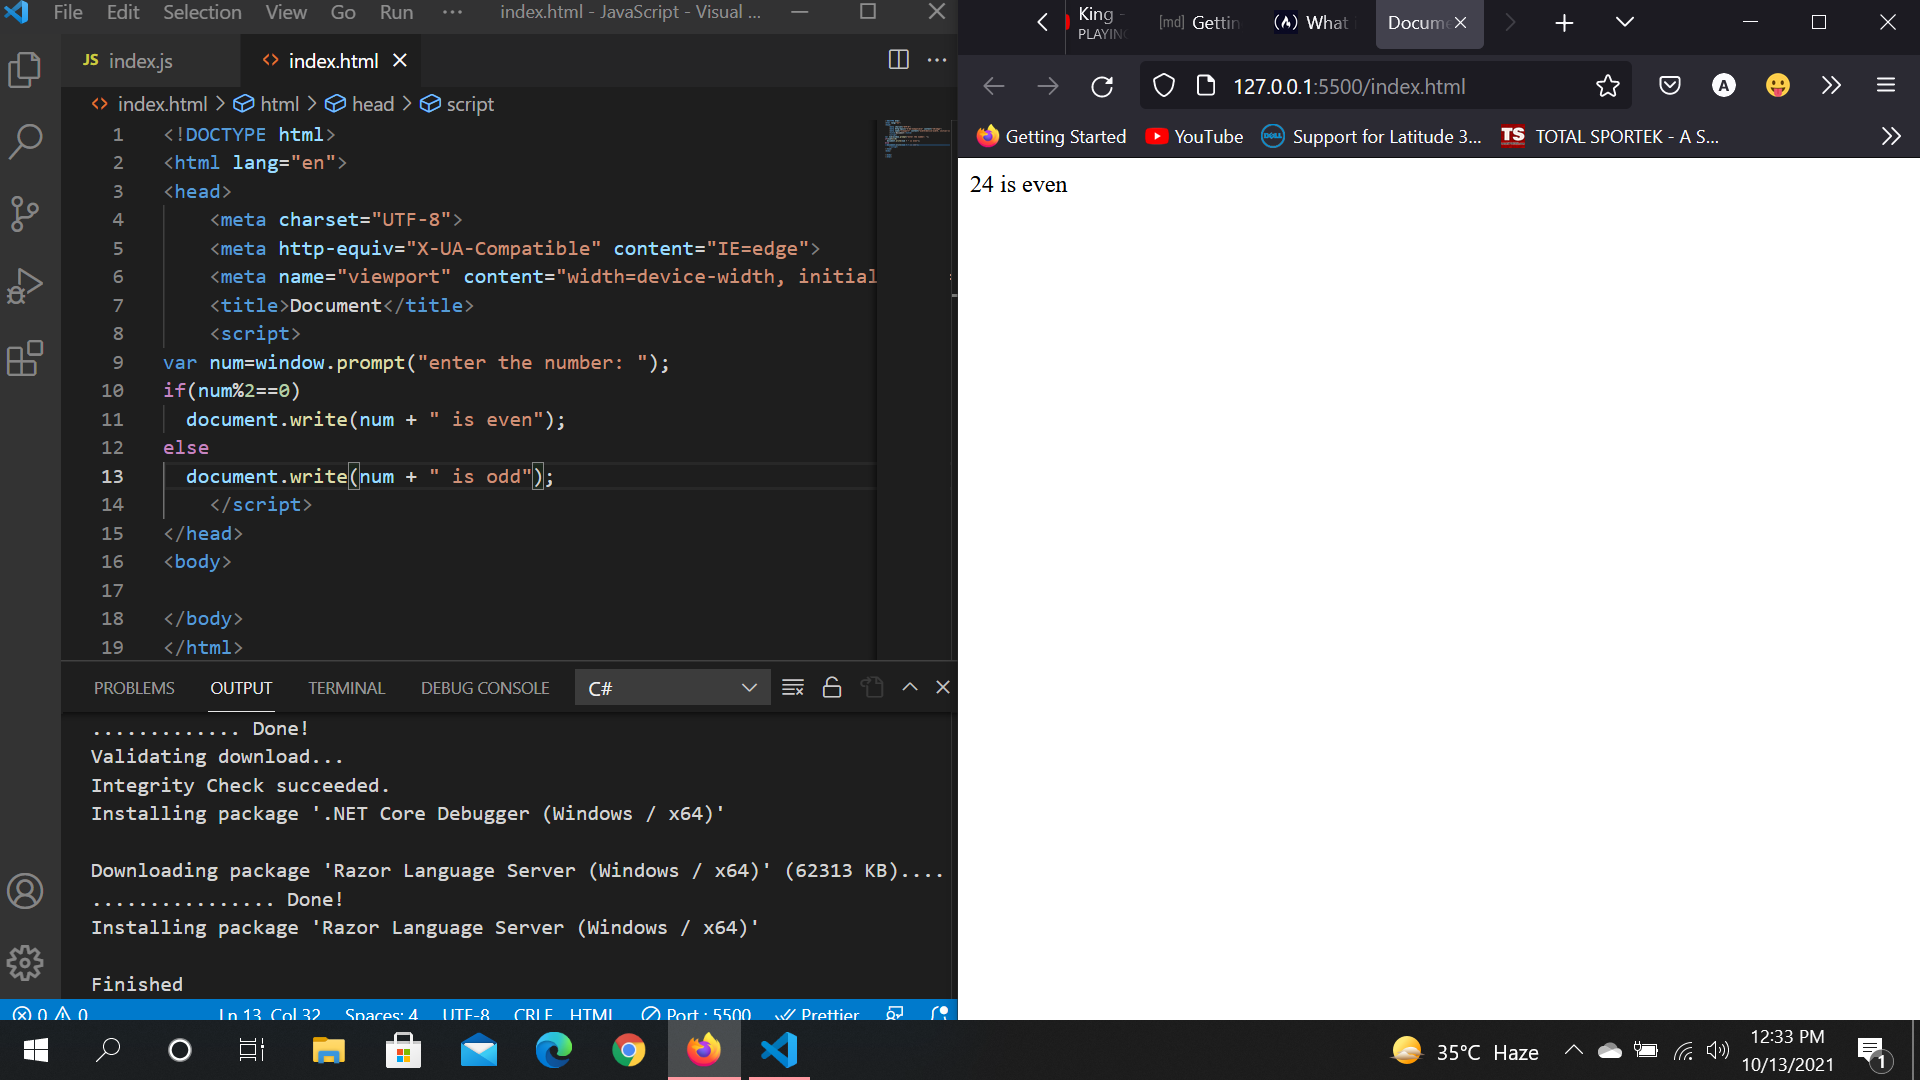 File Edit Selection View Go Run ··· index.html - JavaScript - Visual ...
JS index.js <> index.html
<> index.html > html > head > script
1 <!DOCTYPE html>
2 <html lang="en">
3 <head>
4 <meta charset="UTF-8">
5 <meta http-equiv="X-UA-Compatible" content="IE=edge">
6 <meta name="viewport" content="width=device-width, initial
7 <title>Document</title>
8 <script>
9 var num=window.prompt("enter the number: ");
10 if(num%2==0)
11 document.write(num + " is even");
12 else
13 document.write(num + " is odd");
14 </script>
15 </head>
16 <body>
17
18 </body>
19 </html>
PROBLEMS OUTPUT TERMINAL DEBUG CONSOLE C#
............. Done!
Validating download...
Integrity Check succeeded.
Installing package '.NET Core Debugger (Windows / x64)'
Downloading package 'Razor Language Server (Windows / x64)' (62313 KB)....
................ Done!
Installing package 'Razor Language Server (Windows / x64)'
Finished
0 0 Ln 13, Col 32 Spaces: 4 UTF-8 CRLF HTML Port : 5500 Prettier
King -
PLAYING
[md] Gettin
What i
Docume
127.0.0.1:5500/index.html
A
Getting Started YouTube DELL Support for Latitude 3... TS TOTAL SPORTEK - A S...
24 is even
35°C Haze
12:33 PM
10/13/2021
1